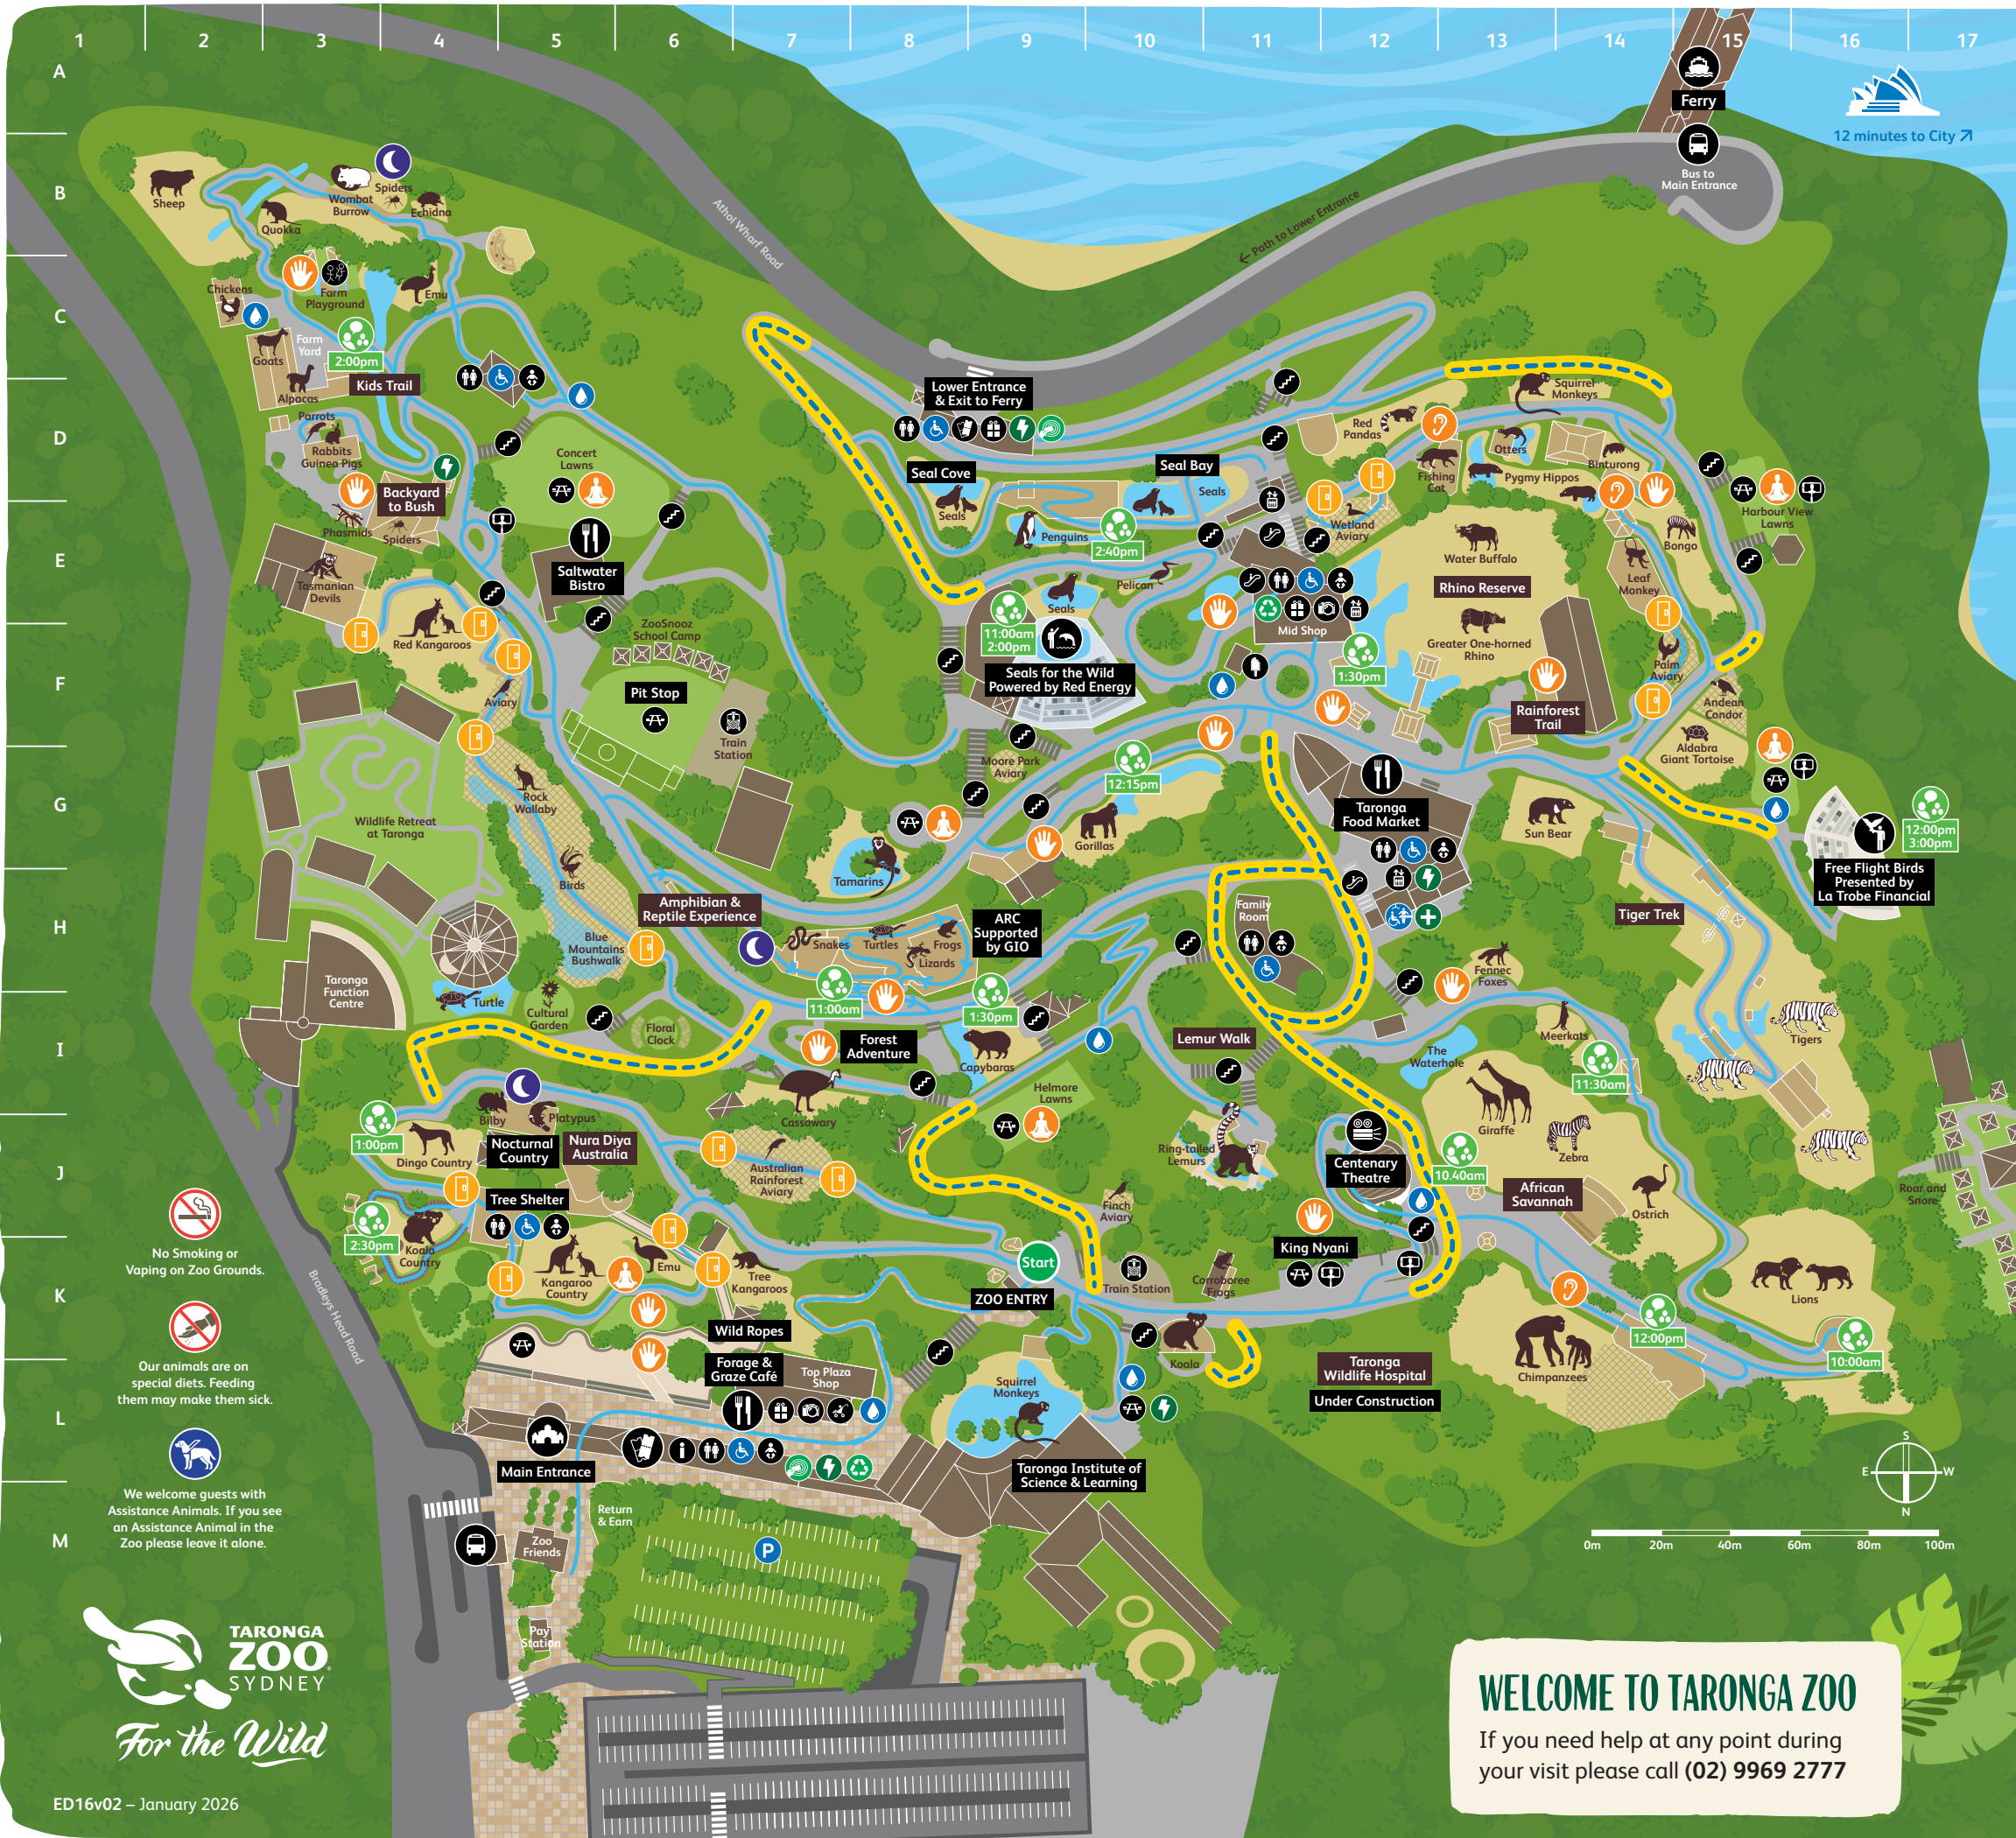 1 2 3 4 5 6 7 8 9 10 11 12 13 14 15 16 17
A
B
C
D
E
F
G
H
I
J
K
L
M
Ferry
12 minutes to City
Bus to
Main Entrance
Path to Lower Entrance
Athol Wharf Road
Sheep
Wombat
Burrow
Spiders
Echidna
Quokka
Chickens
Farm
Playground
Emu
Goats
Farm
Yard
2:00pm
Alpacas
Kids Trail
Parrots
Rabbits
Guinea Pigs
Backyard
to Bush
Phasmids
Spiders
Tasmanian
Devils
Red Kangaroos
Aviary
Concert
Lawns
Saltwater
Bistro
ZooSnooz
School Camp
Pit Stop
Train
Station
Lower Entrance
& Exit to Ferry
Seal Cove
Seals
Seal Bay
Seals
Penguins
2:40pm
Pelican
Seals
11:00am
2:00pm
Seals for the Wild
Powered by Red Energy
Red
Pandas
Squirrel
Monkeys
Fishing
Cat
Otters
Pygmy Hippos
Binturong
Wetland
Aviary
Water Buffalo
Rhino Reserve
Greater One-horned
Rhino
Leaf
Monkey
Bongo
Harbour View
Lawns
Mid Shop
1:30pm
Palm
Aviary
Andean
Condor
Rainforest
Trail
Aldabra
Giant Tortoise
Rock
Wallaby
Wildlife Retreat
at Taronga
Birds
Blue
Mountains
Bushwalk
Moore Park
Aviary
12:15pm
Gorillas
Tamarins
Taronga
Food Market
Sun Bear
12:00pm
3:00pm
Free Flight Birds
Presented by
La Trobe Financial
Amphibian &
Reptile Experience
ARC
Supported
by GIO
Snakes
Turtles
Frogs
Lizards
11:00am
1:30pm
Family
Room
Tiger Trek
Fennec
Foxes
Tigers
Taronga
Function
Centre
Turtle
Cultural
Garden
Floral
Clock
Forest
Adventure
Capybaras
Lemur Walk
The
Waterhole
Meerkats
11:30am
Giraffe
Zebra
10.40am
Bilby
Platypus
1:00pm
Dingo Country
Nocturnal
Country
Nura Diya
Australia
Cassowary
Helmore
Lawns
Australian
Rainforest
Aviary
Ring-tailed
Lemurs
Centenary
Theatre
African
Savannah
Ostrich
Roar and
Snore
Tree Shelter
2:30pm
Koala
Country
Kangaroo
Country
Emu
Tree
Kangaroos
Finch
Aviary
Start
ZOO ENTRY
Train Station
Corroboree
Frogs
King Nyani
Lions
Chimpanzees
12:00pm
10:00am
Wild Ropes
Forage &
Graze Café
Top Plaza
Shop
Koala
Squirrel
Monkeys
Taronga
Wildlife Hospital
Under Construction
Main Entrance
Taronga Institute of
Science & Learning
Bradleys Head Road
Return
& Earn
Zoo
Friends
Pay
Station
P
S
E W
N
0m 20m 40m 60m 80m 100m
No Smoking or
Vaping on Zoo Grounds.
Our animals are on
special diets. Feeding
them may make them sick.
We welcome guests with
Assistance Animals. If you see
an Assistance Animal in the
Zoo please leave it alone.
TARONGA
ZOO
SYDNEY
For the Wild
ED16v02 – January 2026
WELCOME TO TARONGA ZOO
If you need help at any point during
your visit please call (02) 9969 2777